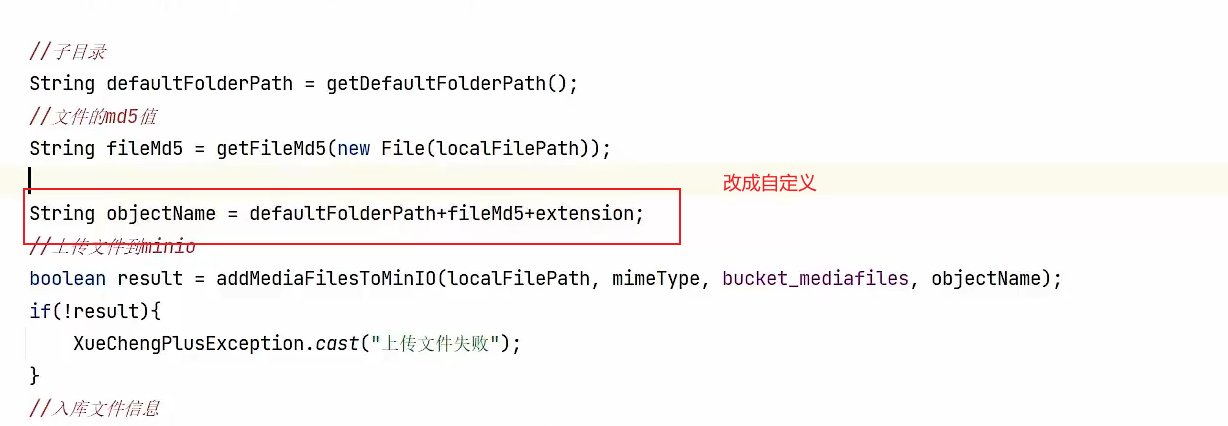 //子目录
String defaultFolderPath = getDefaultFolderPath();
//文件的md5值
String fileMd5 = getFileMd5(new File(localFilePath));
改成自定义
String objectName = defaultFolderPath+fileMd5+extension;
//上传文件到minio
boolean result = addMediaFilesToMinIO(localFilePath, mimeType, bucket_mediafiles, objectName);
if(!result){
    XueChengPlusException.cast("上传文件失败");
}
//入库文件信息